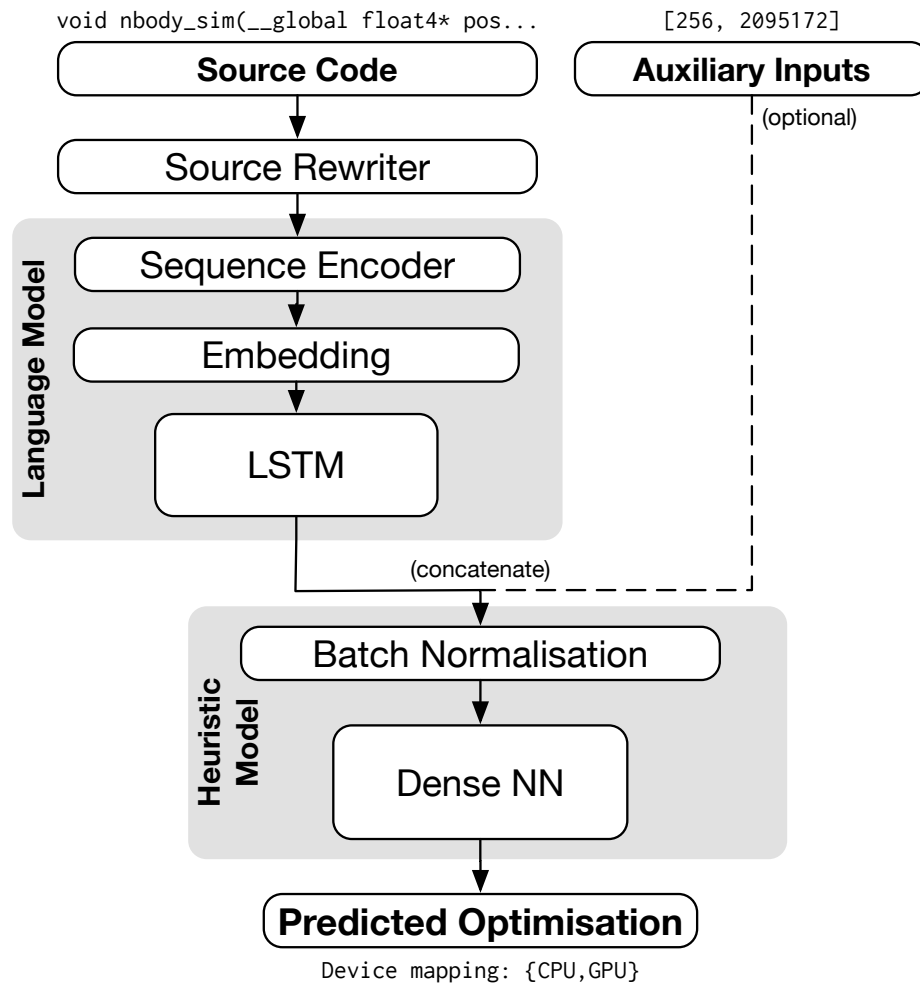 void nbody_sim(__global float4* pos...
[256, 2095172]
Source Code
Auxiliary Inputs
(optional)
Source Rewriter
Language Model
Sequence Encoder
Embedding
LSTM
(concatenate)
Heuristic
Model
Batch Normalisation
Dense NN
Predicted Optimisation
Device mapping: {CPU,GPU}